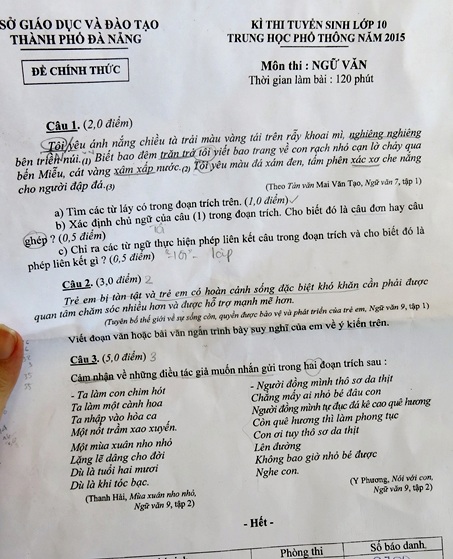 SỞ GIÁO DỤC VÀ ĐÀO TẠO
THÀNH PHỐ ĐÀ NẴNG
ĐỀ CHÍNH THỨC
KÌ THI TUYỂN SINH LỚP 10
TRUNG HỌC PHỔ THÔNG NĂM 2015
Môn thi : NGỮ VĂN
Thời gian làm bài : 120 phút
Câu 1. (2,0 điểm)
Tôi yêu ánh nắng chiều tà trải màu vàng tái trên rẫy khoai mì, nghiêng nghiêng
bên triền núi.(1) Biết bao đêm trăn trở tôi viết bao trang về con rạch nhỏ cạn lờ chảy qua
bến Miễu, cát vàng xâm xấp nước.(2) Tôi yêu màu đá xám đen, tấm phên xác xơ che nắng
cho người đập đá.(3)
(Theo Tản văn Mai Văn Tạo, Ngữ văn 7, tập 1)
a) Tìm các từ láy có trong đoạn trích trên. (1,0 điểm)
b) Xác định chủ ngữ của câu (1) trong đoạn trích. Cho biết đó là câu đơn hay câu
ghép ? (0,5 điểm)
c) Chỉ ra các từ ngữ thực hiện phép liên kết câu trong đoạn trích và cho biết đó là
phép liên kết gì ? (0,5 điểm) "Tôi" - lặp
Câu 2. (3,0 điểm) 2
Trẻ em bị tàn tật và trẻ em có hoàn cảnh sống đặc biệt khó khăn cần phải được
quan tâm chăm sóc nhiều hơn và được hỗ trợ mạnh mẽ hơn.
(Tuyên bố thế giới về sự sống còn, quyền được bảo vệ và phát triển của trẻ em, Ngữ văn 9, tập 1)
Viết đoạn văn hoặc bài văn ngắn trình bày suy nghĩ của em về ý kiến trên.
Câu 3. (5,0 điểm) 3
Cảm nhận về những điều tác giả muốn nhắn gửi trong hai đoạn trích sau :
- Ta làm con chim hót
Ta làm một cành hoa
Ta nhập vào hòa ca
Một nốt trầm xao xuyến.
Một mùa xuân nho nhỏ
Lặng lẽ dâng cho đời
Dù là tuổi hai mươi
Dù là khi tóc bạc.
(Thanh Hải, Mùa xuân nho nhỏ,
Ngữ văn 9, tập 2)
- Người đồng mình thô sơ da thịt
Chẳng mấy ai nhỏ bé đâu con
Người đồng mình tự đục đá kê cao quê hương
Còn quê hương thì làm phong tục
Con ơi tuy thô sơ da thịt
Lên đường
Không bao giờ nhỏ bé được
Nghe con.
(Y Phương, Nói với con,
Ngữ văn 9, tập 2)
- Hết -
Phòng thi
Số báo danh